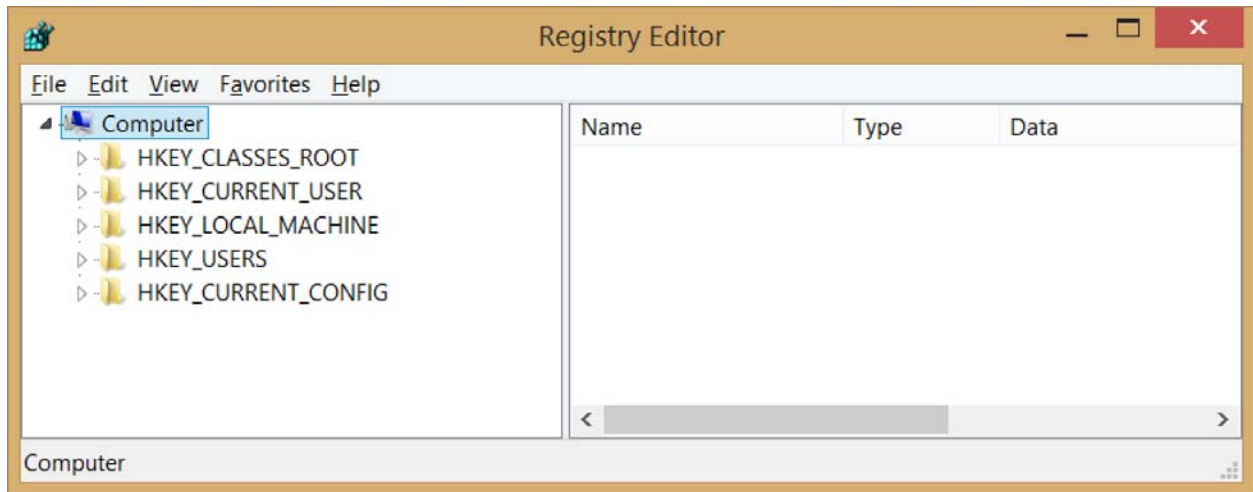 Registry Editor
File Edit View Favorites Help
Computer
HKEY_CLASSES_ROOT
HKEY_CURRENT_USER
HKEY_LOCAL_MACHINE
HKEY_USERS
HKEY_CURRENT_CONFIG
Name Type Data
Computer